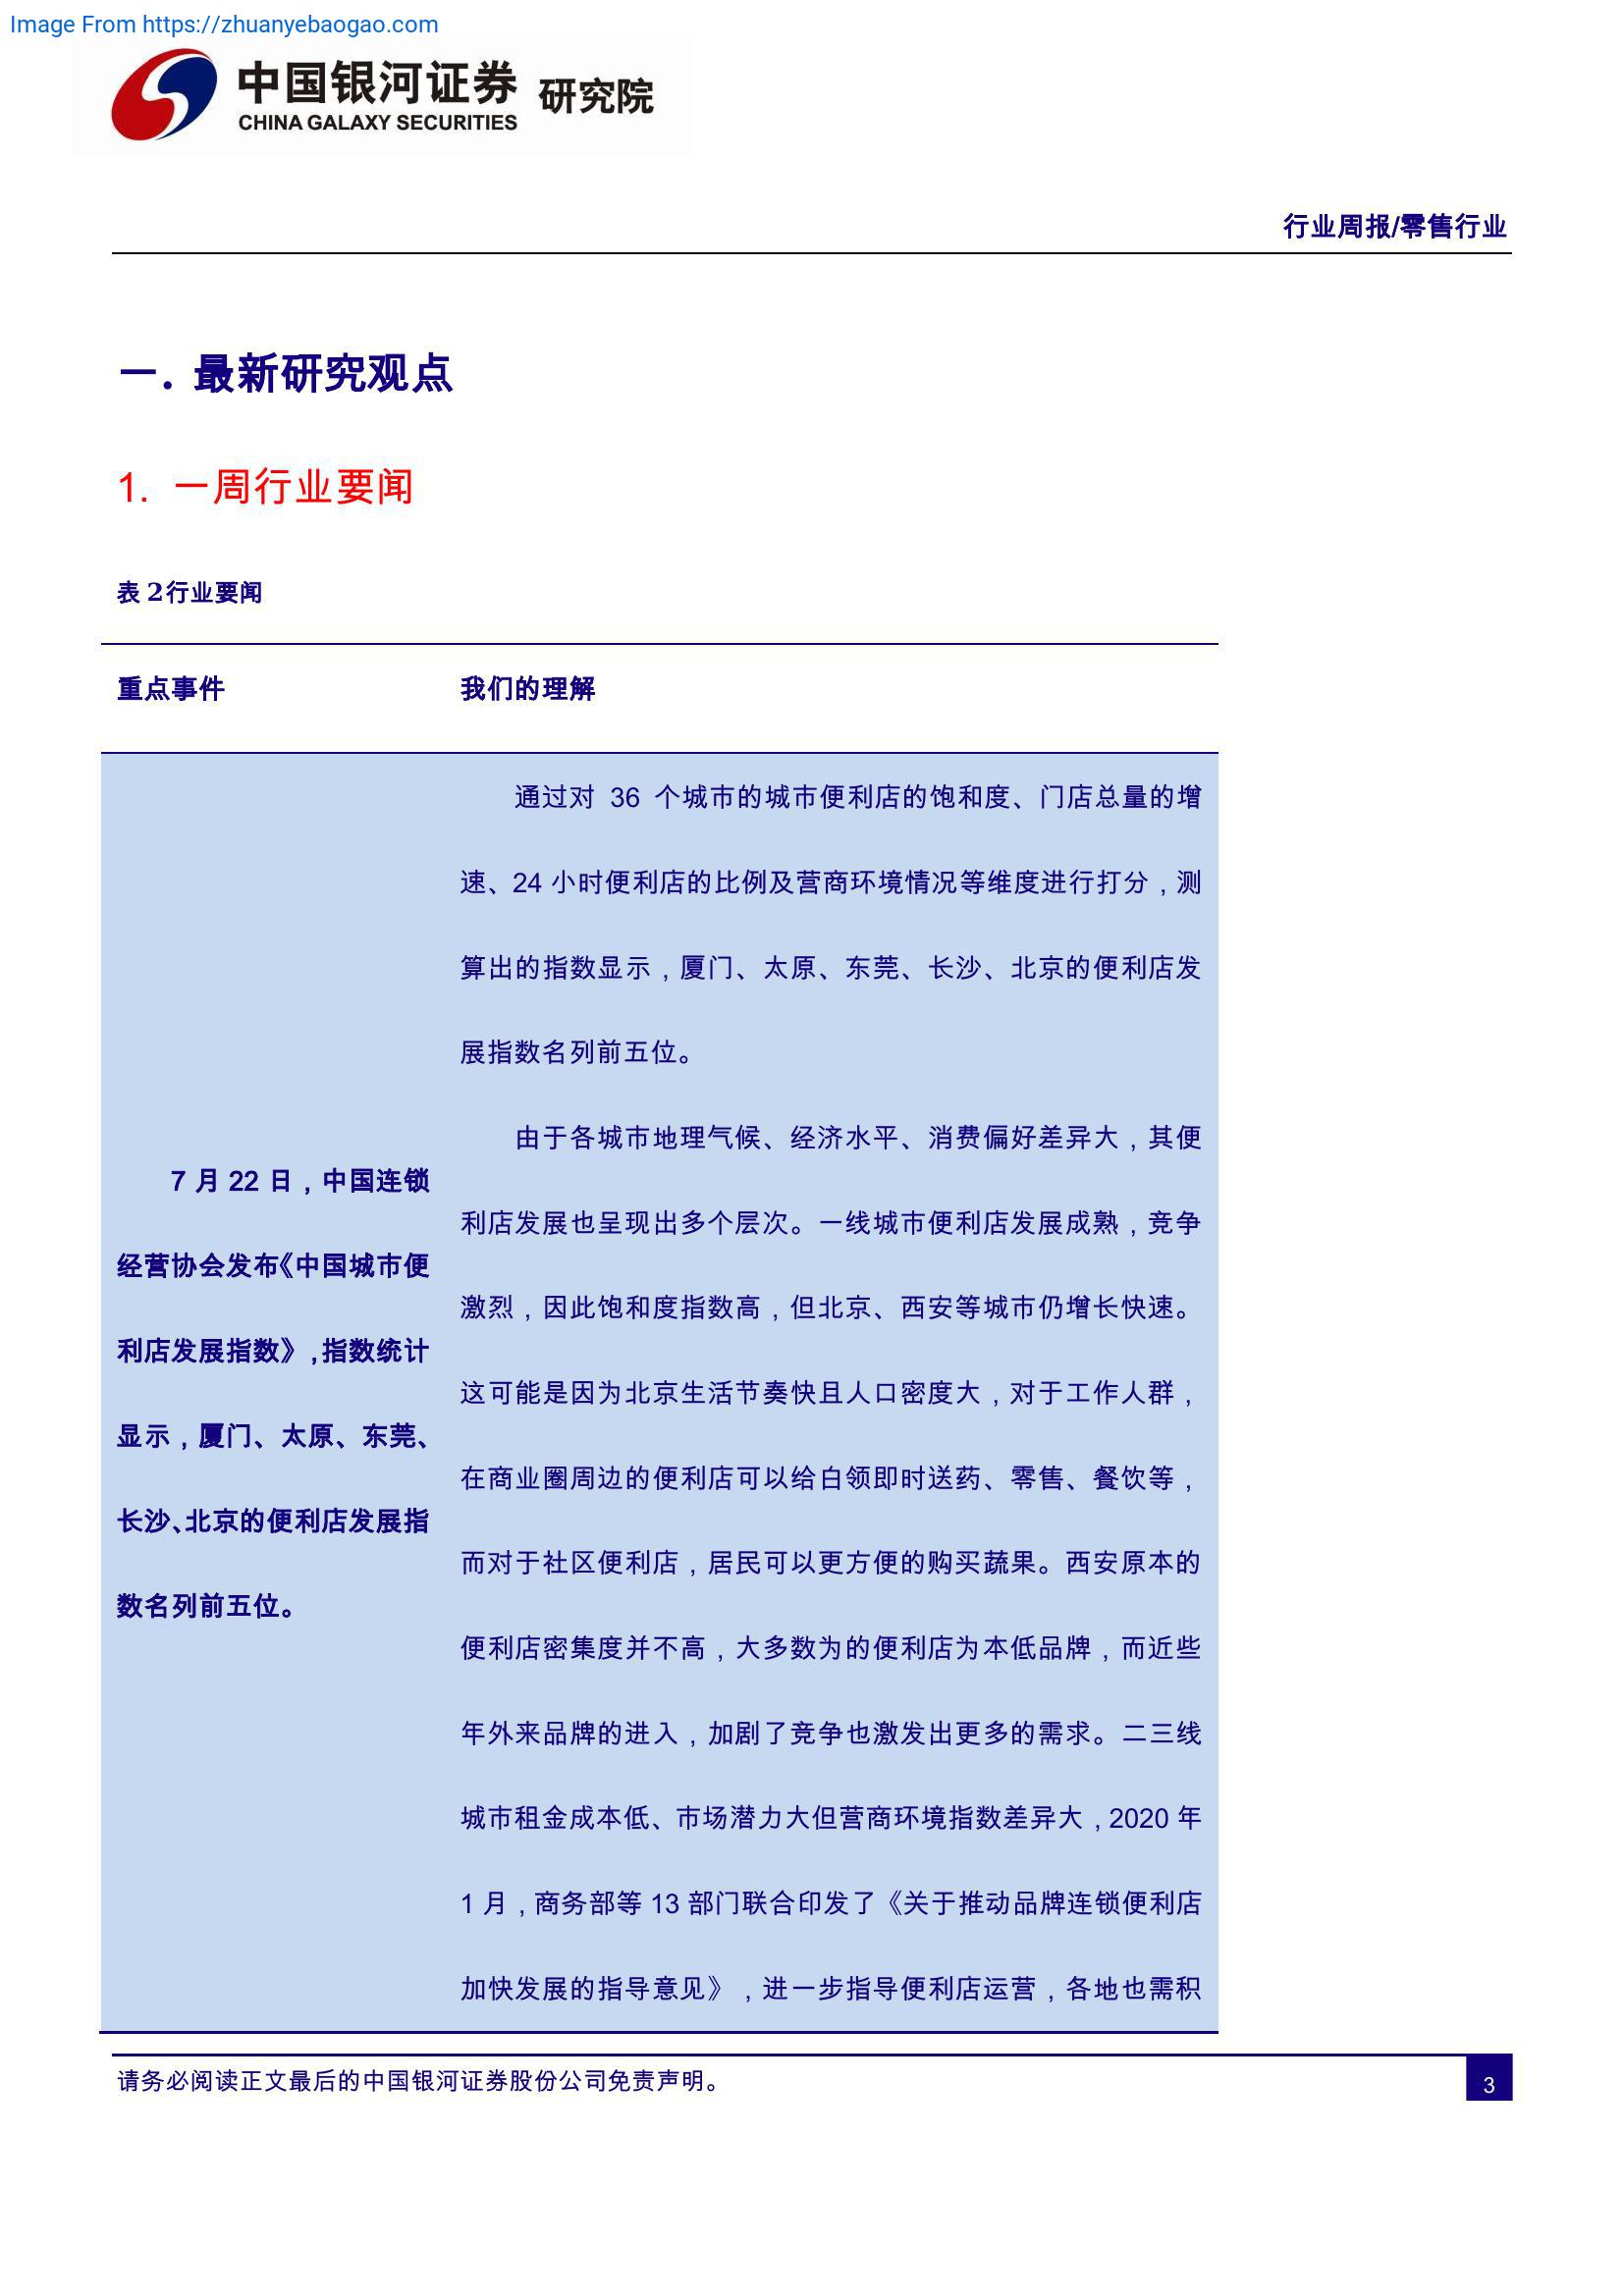 Image From https://zhuanyebaogao.com
中国银河证券 研究院
CHINA GALAXY SECURITIES
行业周报/零售行业
一. 最新研究观点
1. 一周行业要闻
表 2行业要闻
重点事件 我们的理解
7 月 22 日，中国连锁
经营协会发布《中国城市便
利店发展指数》，指数统计
显示，厦门、太原、东莞、
长沙、北京的便利店发展指
数名列前五位。
通过对 36 个城市的城市便利店的饱和度、门店总量的增
速、24 小时便利店的比例及营商环境情况等维度进行打分，测
算出的指数显示，厦门、太原、东莞、长沙、北京的便利店发
展指数名列前五位。
由于各城市地理气候、经济水平、消费偏好差异大，其便
利店发展也呈现出多个层次。一线城市便利店发展成熟，竞争
激烈，因此饱和度指数高，但北京、西安等城市仍增长快速。
这可能是因为北京生活节奏快且人口密度大，对于工作人群，
在商业圈周边的便利店可以给白领即时送药、零售、餐饮等，
而对于社区便利店，居民可以更方便的购买蔬果。西安原本的
便利店密集度并不高，大多数为的便利店为本低品牌，而近些
年外来品牌的进入，加剧了竞争也激发出更多的需求。二三线
城市租金成本低、市场潜力大但营商环境指数差异大，2020 年
1 月，商务部等 13 部门联合印发了《关于推动品牌连锁便利店
加快发展的指导意见》，进一步指导便利店运营，各地也需积
请务必阅读正文最后的中国银河证券股份公司免责声明。
3